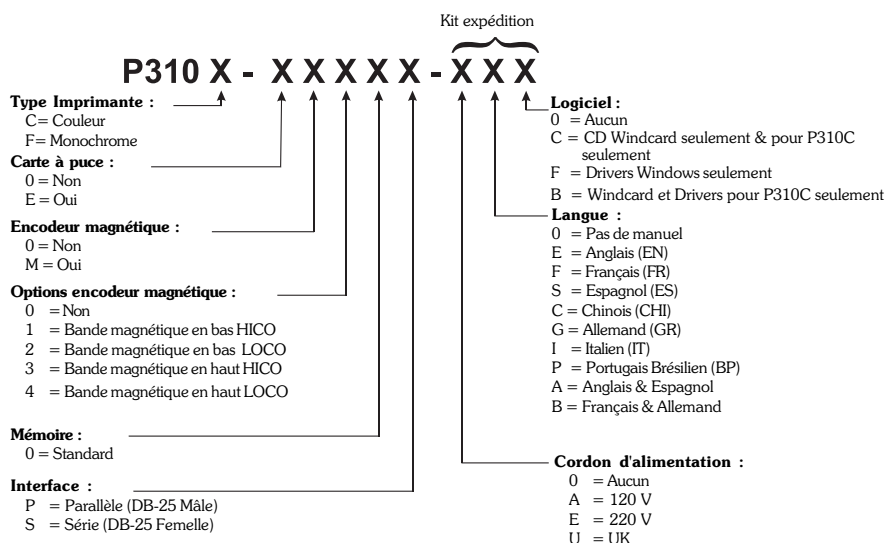 Kit expédition
P310 X - X X X X X - X X X
Type Imprimante :
C= Couleur
F= Monochrome
Carte à puce :
0 = Non
E = Oui
Encodeur magnétique :
0 = Non
M = Oui
Options encodeur magnétique :
0 = Non
1 = Bande magnétique en bas HICO
2 = Bande magnétique en bas LOCO
3 = Bande magnétique en haut HICO
4 = Bande magnétique en haut LOCO
Mémoire :
0 = Standard
Interface :
P = Parallèle (DB-25 Mâle)
S = Série (DB-25 Femelle)
Logiciel :
0 = Aucun
C = CD Windcard seulement & pour P310C
seulement
F = Drivers Windows seulement
B = Windcard et Drivers pour P310C seulement
Langue :
0 = Pas de manuel
E = Anglais (EN)
F = Français (FR)
S = Espagnol (ES)
C = Chinois (CHI)
G = Allemand (GR)
I = Italien (IT)
P = Portugais Brésilien (BP)
A = Anglais & Espagnol
B = Français & Allemand
Cordon d'alimentation :
0 = Aucun
A = 120 V
E = 220 V
U = UK